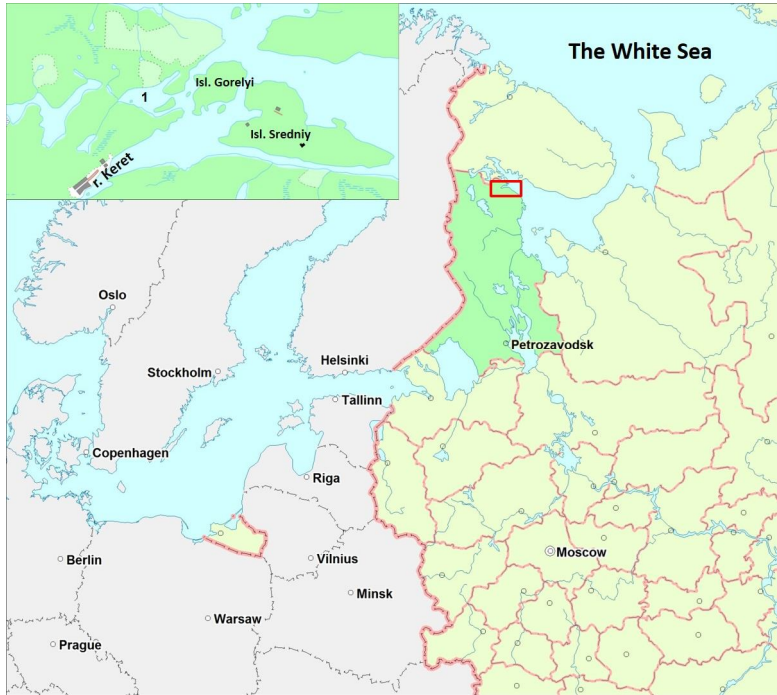 The White Sea
Isl. Gorelyi
1
Isl. Sredniy
r. Keret
Oslo
Petrozavodsk
Helsinki
Stockholm
Tallinn
Copenhagen
Riga
Moscow
Vilnius
Berlin
Minsk
Warsaw
Prague